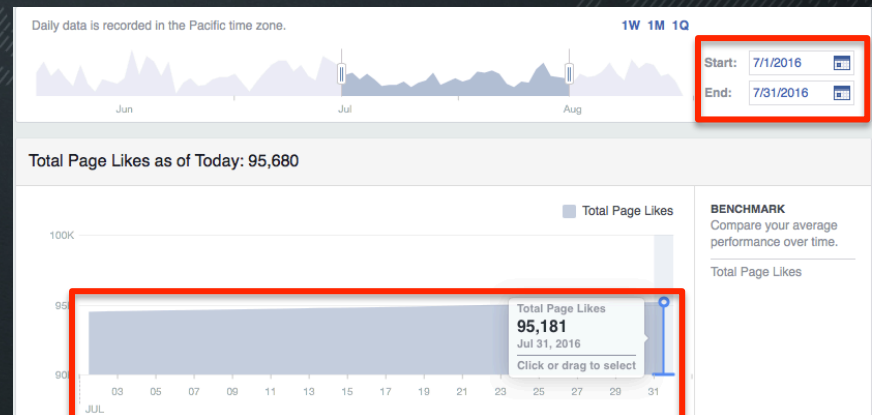 Daily data is recorded in the Pacific time zone.
1W 1M 1Q
Start: 7/1/2016
End: 7/31/2016
Jun Jul Aug
Total Page Likes as of Today: 95,680
Total Page Likes
BENCHMARK
Compare your average
performance over time.
Total Page Likes
100K
Total Page Likes
95,181
Jul 31, 2016
Click or drag to select
03 05 07 09 11 13 15 17 19 21 23 25 27 29 31
JUL